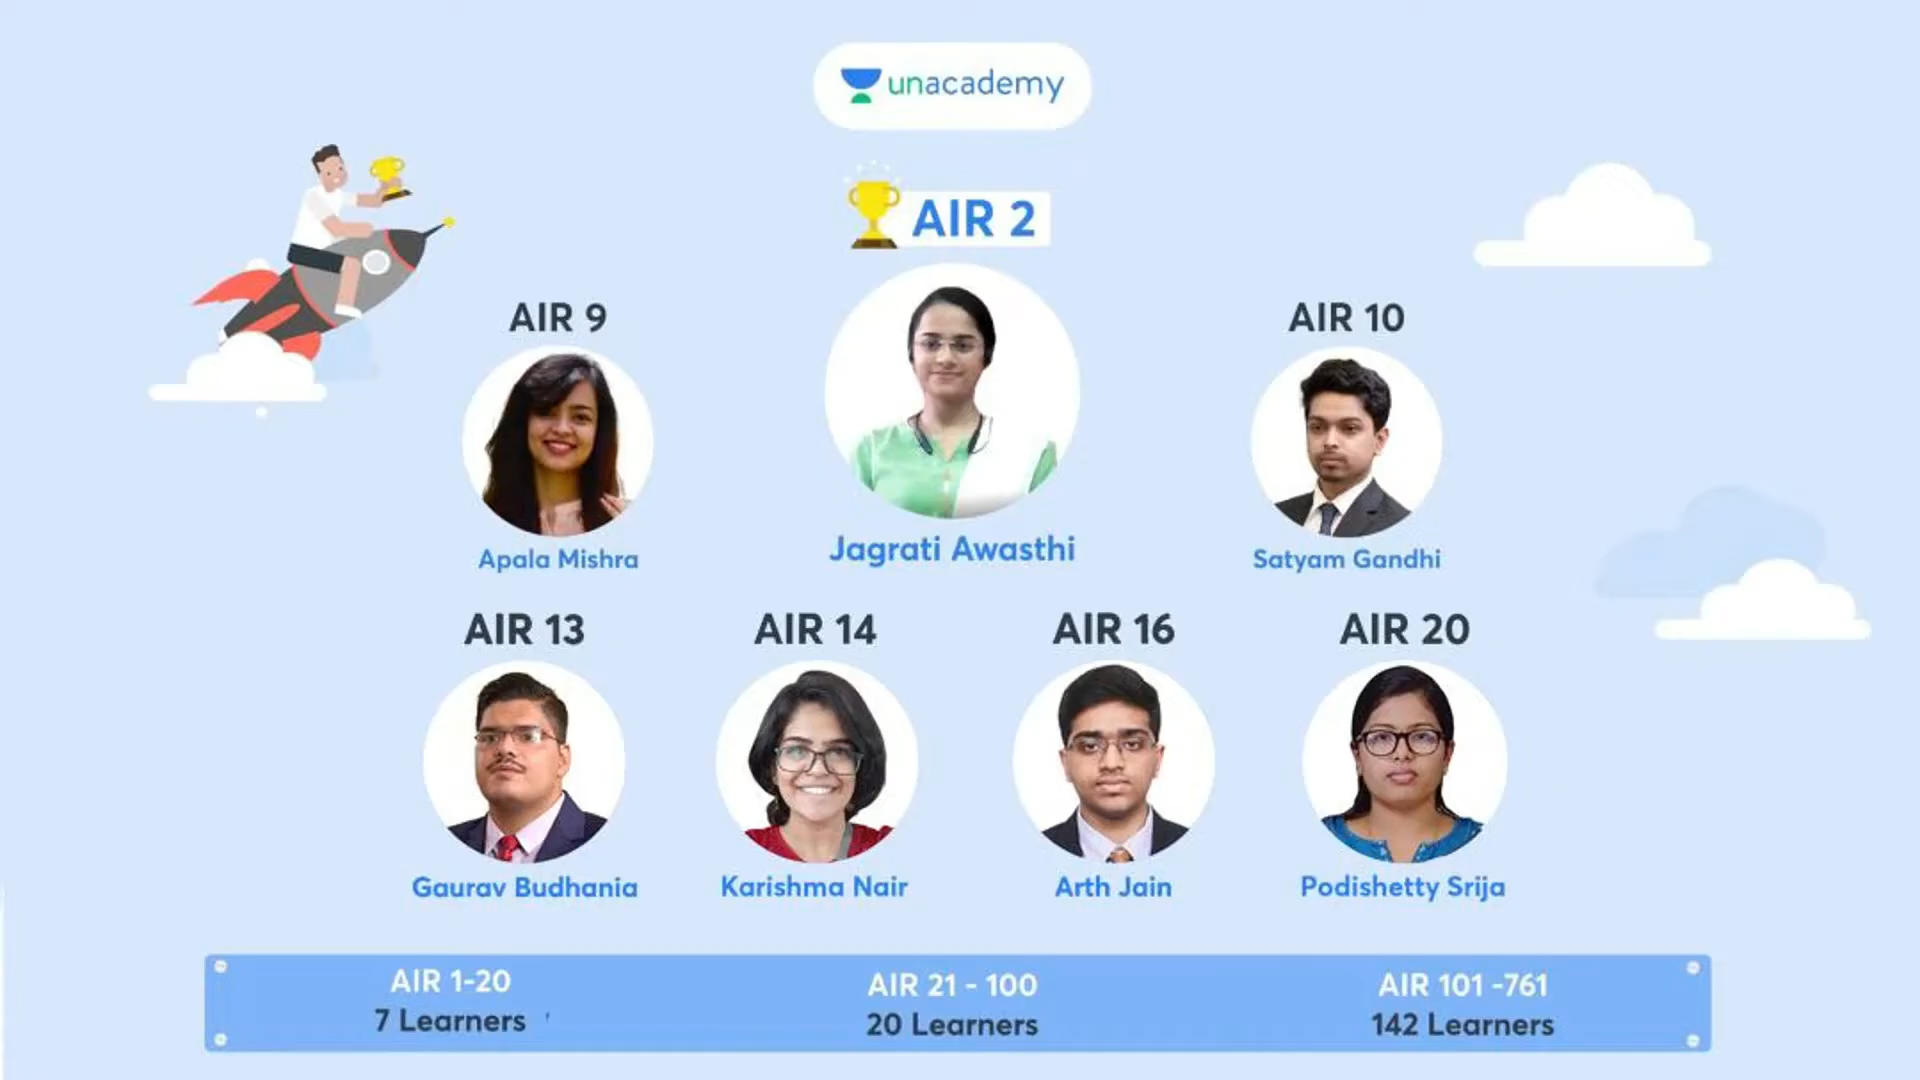 unacademy
AIR 2
AIR 9
AIR 10
Apala Mishra
Jagrati Awasthi
Satyam Gandhi
AIR 13
AIR 14
AIR 16
AIR 20
Gaurav Budhania
Karishma Nair
Arth Jain
Podishetty Srija
AIR 1-20
7 Learners
AIR 21 - 100
20 Learners
AIR 101 -761
142 Learners